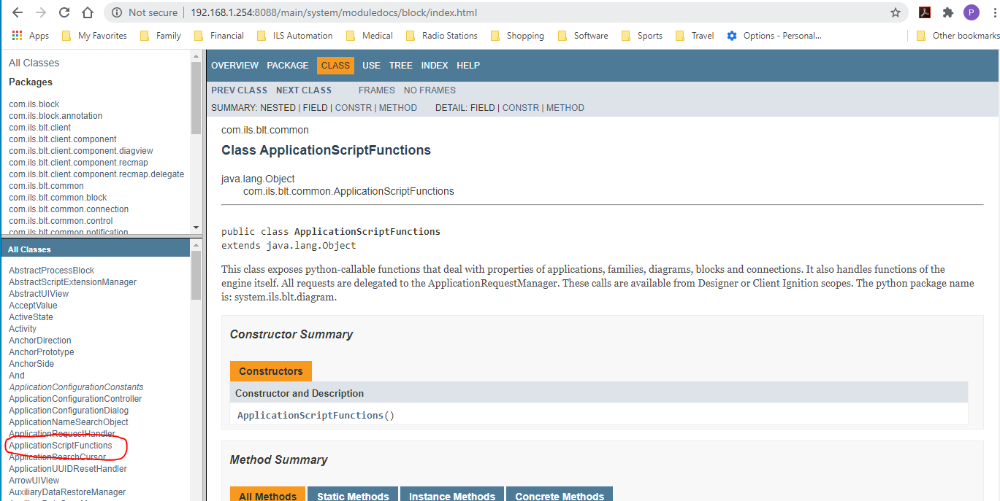 Not secure | 192.168.1.254:8088/main/system/moduledocs/block/index.html
P
Apps My Favorites Family Financial ILS Automation Medical Radio Stations Shopping Software Sports Travel Options - Personal... Other bookmarks
All Classes
Packages
com.ils.block
com.ils.block.annotation
com.ils.blt.client
com.ils.blt.client.component
com.ils.blt.client.component.diagview
com.ils.blt.client.component.recmap
com.ils.blt.client.component.recmap.delegate
com.ils.blt.common
com.ils.blt.common.block
com.ils.blt.common.connection
com.ils.blt.common.control
com.ils.blt.common.notification
All Classes
AbstractProcessBlock
AbstractScriptExtensionManager
AbstractUIView
AcceptValue
ActiveState
Activity
AnchorDirection
AnchorPrototype
AnchorSide
And
ApplicationConfigurationConstants
ApplicationConfigurationController
ApplicationConfigurationDialog
ApplicationNameSearchObject
ApplicationRequestHandler
ApplicationScriptFunctions
ApplicationSearchCursor
ApplicationUUIDResetHandler
ArrowUIView
AuxiliaryDataRestoreManager
OVERVIEW PACKAGE CLASS USE TREE INDEX HELP
PREV CLASS NEXT CLASS FRAMES NO FRAMES
SUMMARY: NESTED | FIELD | CONSTR | METHOD DETAIL: FIELD | CONSTR | METHOD
com.ils.blt.common
Class ApplicationScriptFunctions
java.lang.Object
com.ils.blt.common.ApplicationScriptFunctions
public class ApplicationScriptFunctions
extends java.lang.Object
This class exposes python-callable functions that deal with properties of applications, families, diagrams, blocks and connections. It also handles functions of the
engine itself. All requests are delegated to the ApplicationRequestManager. These calls are available from Designer or Client Ignition scopes. The python package name
is: system.ils.blt.diagram.
Constructor Summary
Constructors
Constructor and Description
ApplicationScriptFunctions()
Method Summary
All Methods Static Methods Instance Methods Concrete Methods